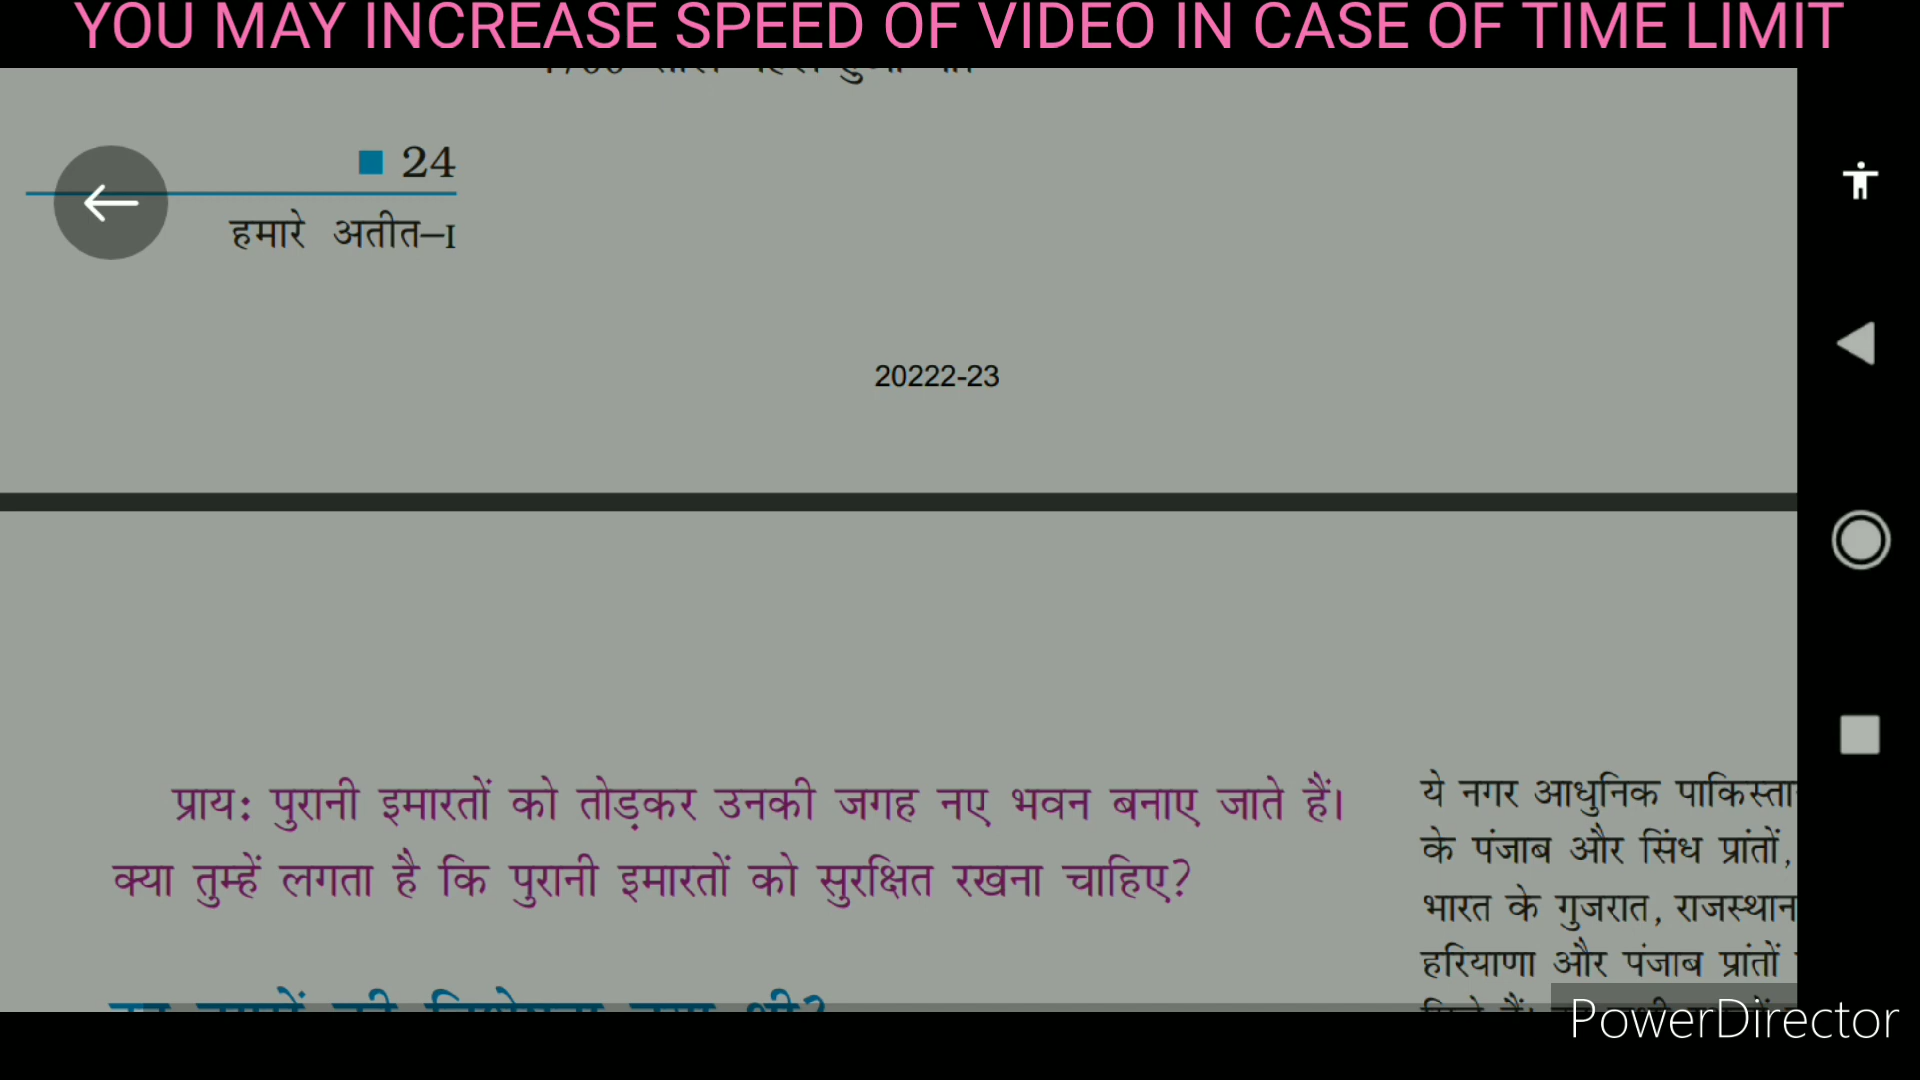 YOU MAY INCREASE SPEED OF VIDEO IN CASE OF TIME LIMIT
24
हमारे अतीत–I
20222-23
प्राय: पुरानी इमारतों को तोड़कर उनकी जगह नए भवन बनाए जाते हैं।
क्या तुम्हें लगता है कि पुरानी इमारतों को सुरक्षित रखना चाहिए?
ये नगर आधुनिक
के पंजाब और सिंध प्रांतों,
भारत के गुजरात, राजस्थान
हरियाणा और पंजाब प्रांतों
PowerDirector